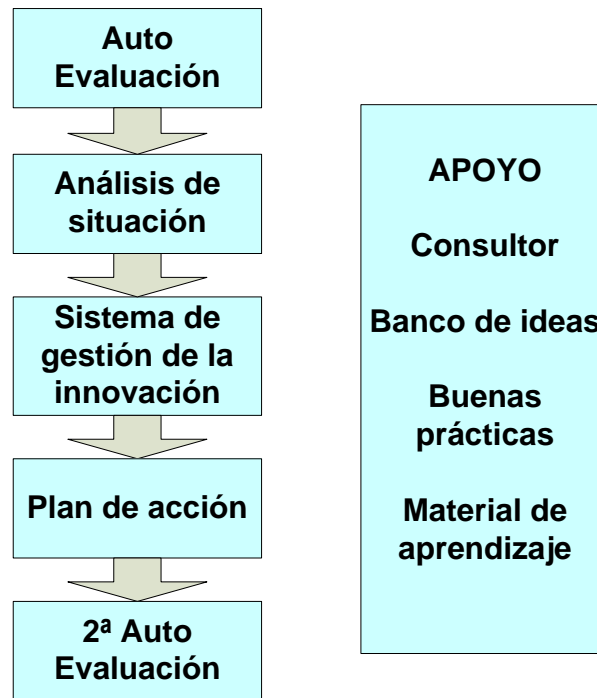 Auto
Evaluación
Análisis de
situación
Sistema de
gestión de la
innovación
Plan de acción
2ª Auto
Evaluación
APOYO
Consultor
Banco de ideas
Buenas
prácticas
Material de
aprendizaje